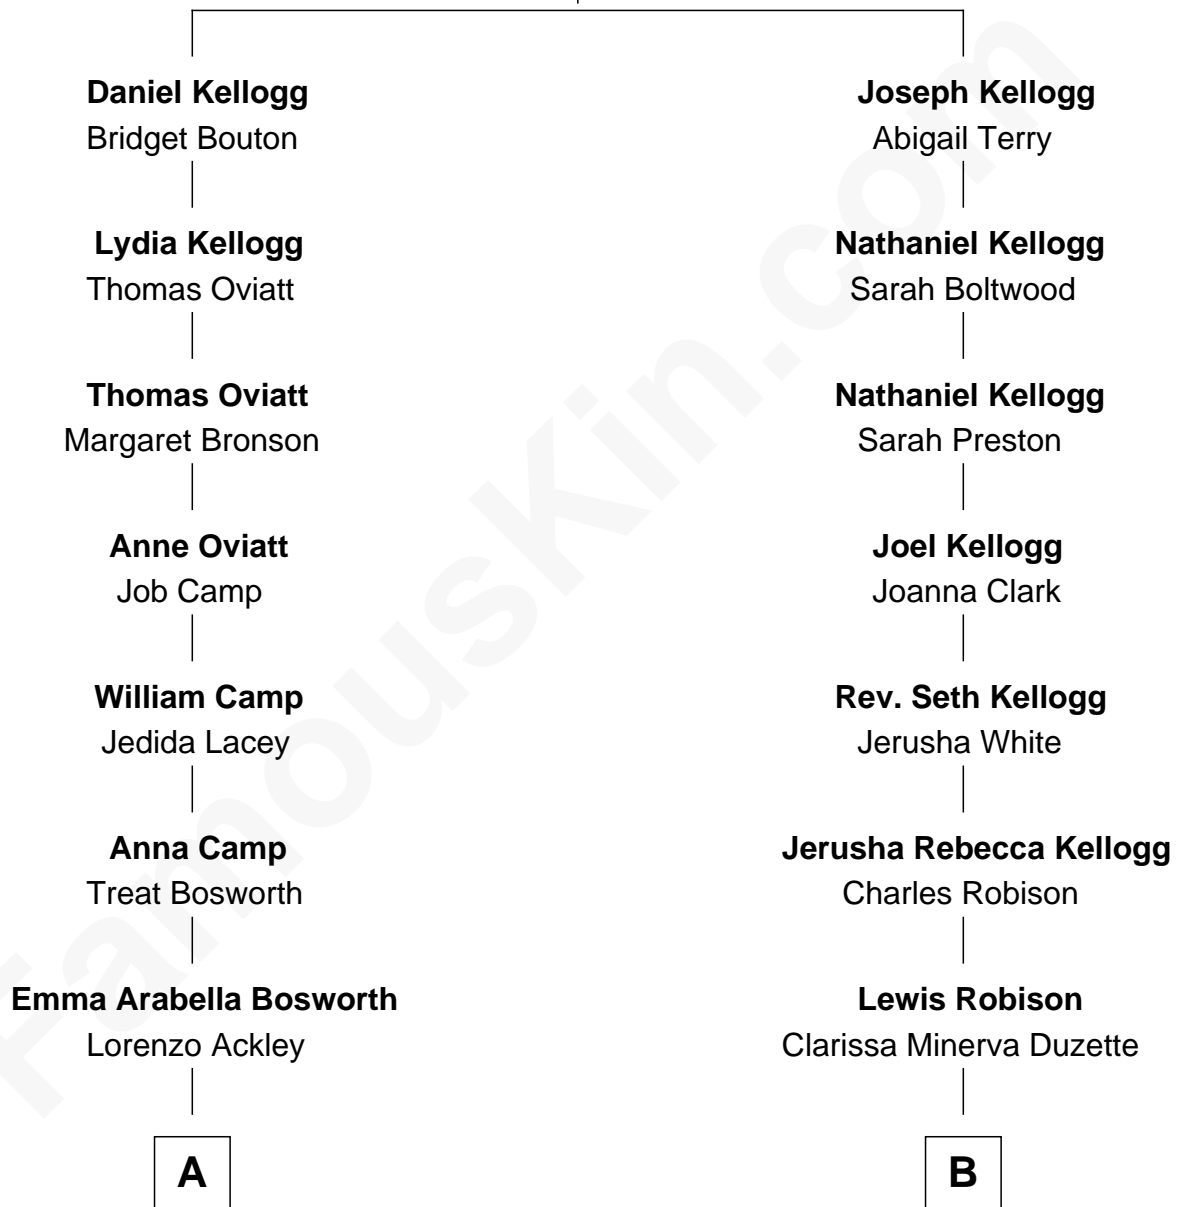 Daniel Kellogg
Bridget Bouton
Joseph Kellogg
Abigail Terry
Lydia Kellogg
Thomas Oviatt
Nathaniel Kellogg
Sarah Boltwood
Thomas Oviatt
Margaret Bronson
Nathaniel Kellogg
Sarah Preston
Anne Oviatt
Job Camp
Joel Kellogg
Joanna Clark
William Camp
Jedida Lacey
Rev. Seth Kellogg
Jerusha White
Anna Camp
Treat Bosworth
Jerusha Rebecca Kellogg
Charles Robison
Emma Arabella Bosworth
Lorenzo Ackley
Lewis Robison
Clarissa Minerva Duzette
A
B
FamousKin.com